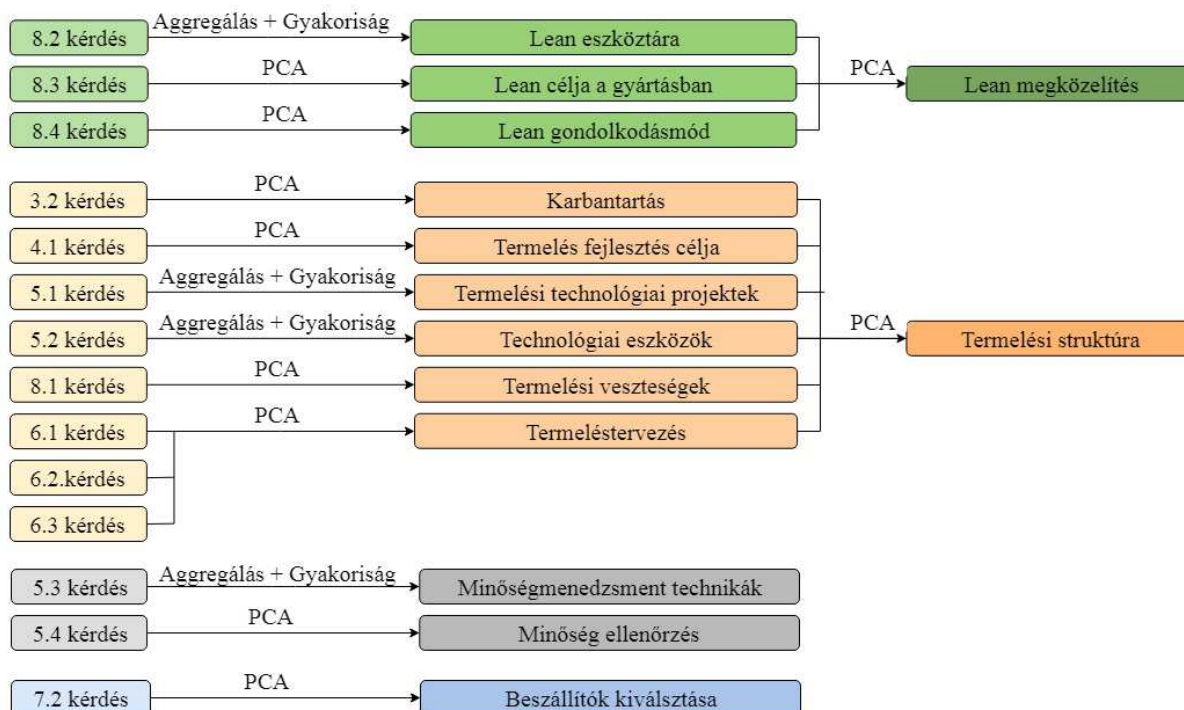 8.2 kérdés Aggregálás + Gyakoriság Lean eszköztára
8.3 kérdés PCA Lean célja a gyártásban PCA Lean megközelítés
8.4 kérdés PCA Lean gondolkodásmód
3.2 kérdés PCA Karbantartás
4.1 kérdés PCA Termelés fejlesztés célja
5.1 kérdés Aggregálás + Gyakoriság Termelési technológiai projektek
5.2 kérdés Aggregálás + Gyakoriság Technológiai eszközök PCA Termelési struktúra
8.1 kérdés PCA Termelési veszteségek
6.1 kérdés PCA Termeléstervezés
6.2.kérdés
6.3 kérdés
5.3 kérdés Aggregálás + Gyakoriság Minőségmenedzsment technikák
5.4 kérdés PCA Minőség ellenőrzés
7.2 kérdés PCA Beszállítók kiválsztása